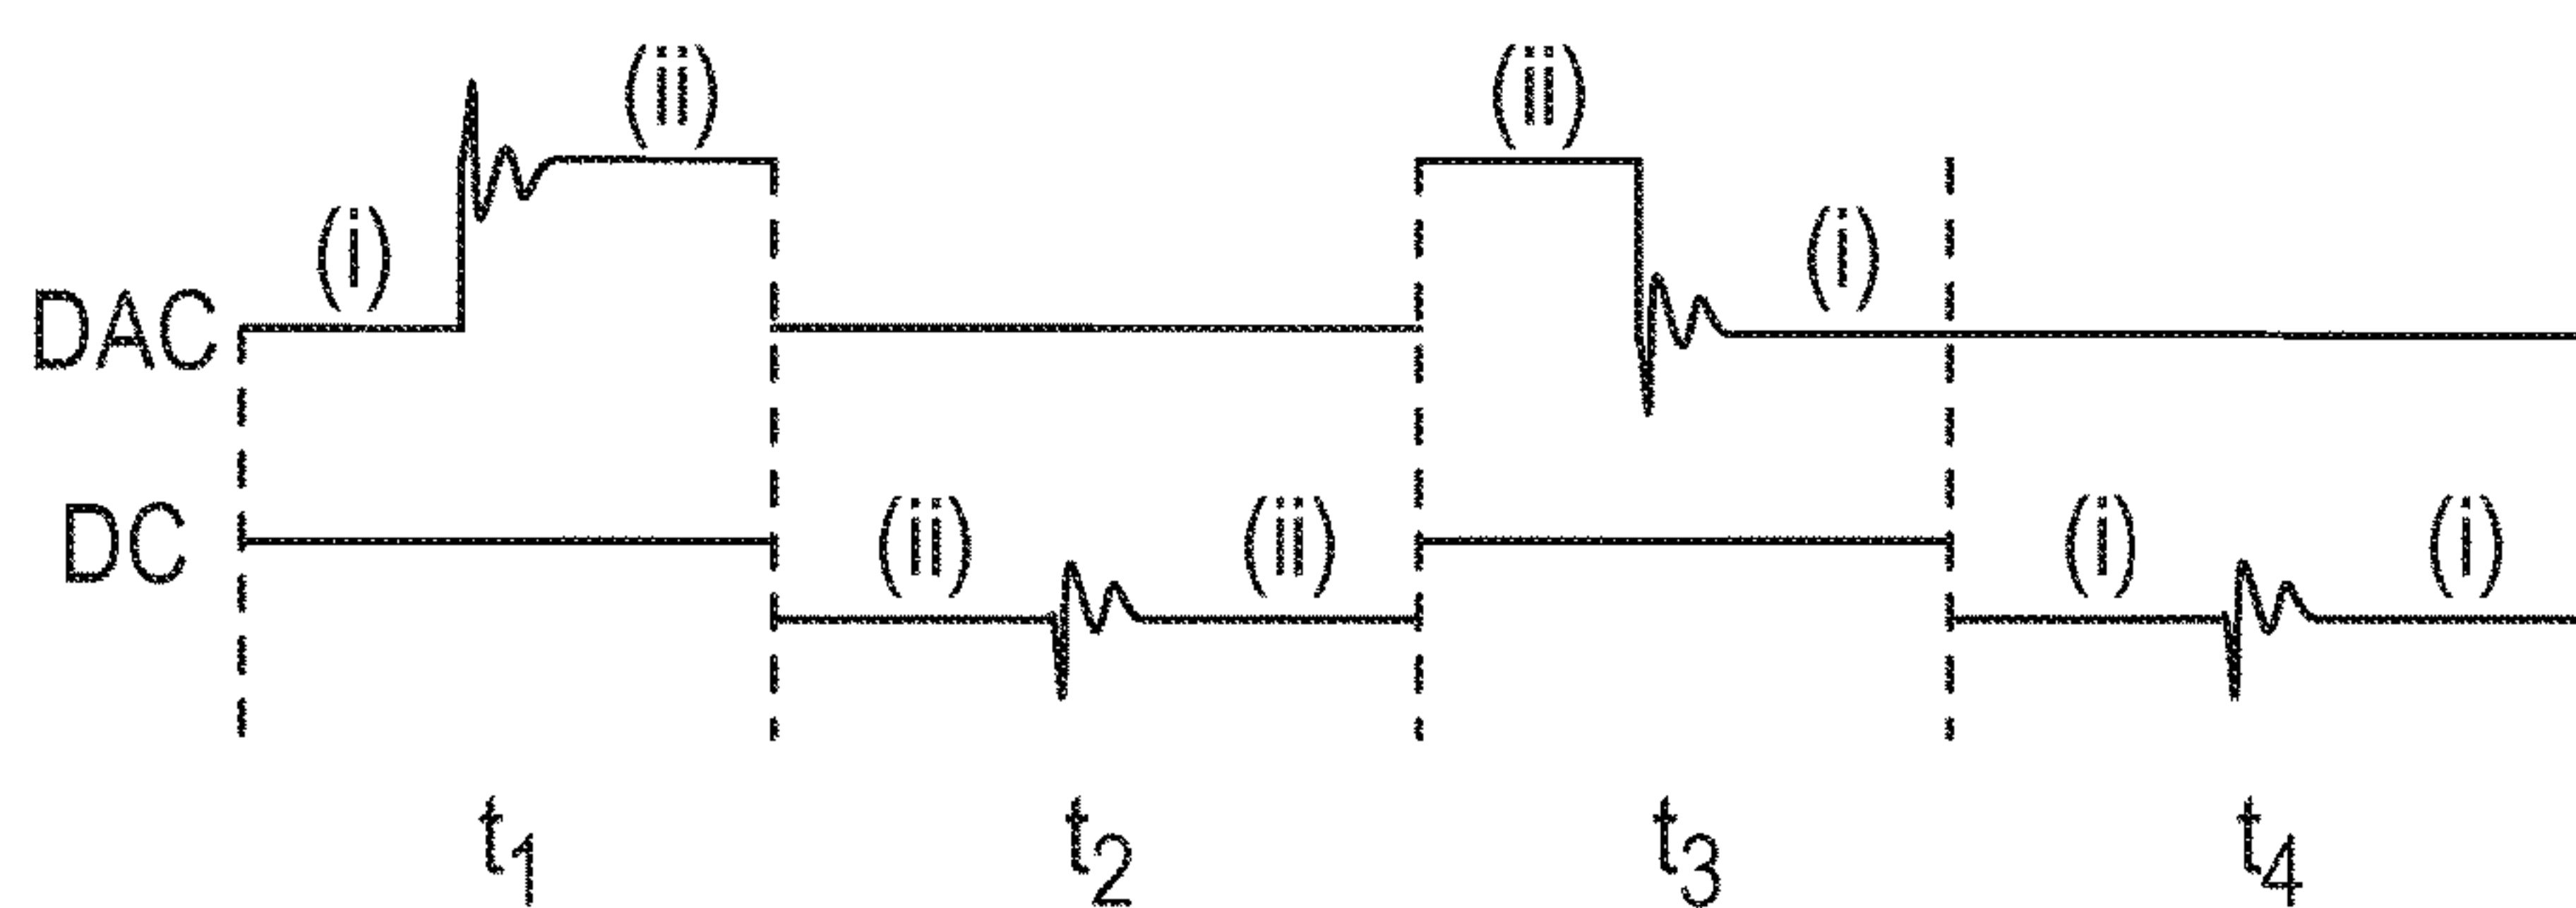 (ii) (ii)
(i) (i)
DAC
DC (ii) (ii) (i) (i)
t1 t2 t3 t4